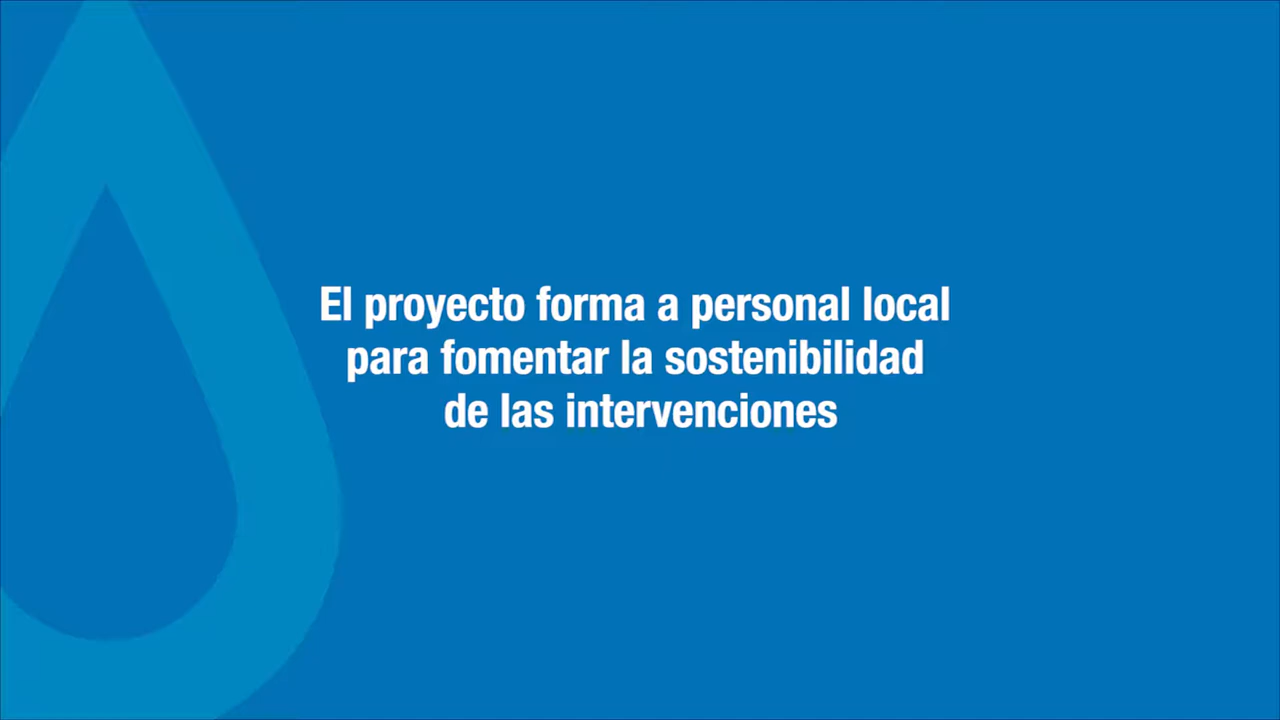 El proyecto forma a personal local
para fomentar la sostenibilidad
de las intervenciones